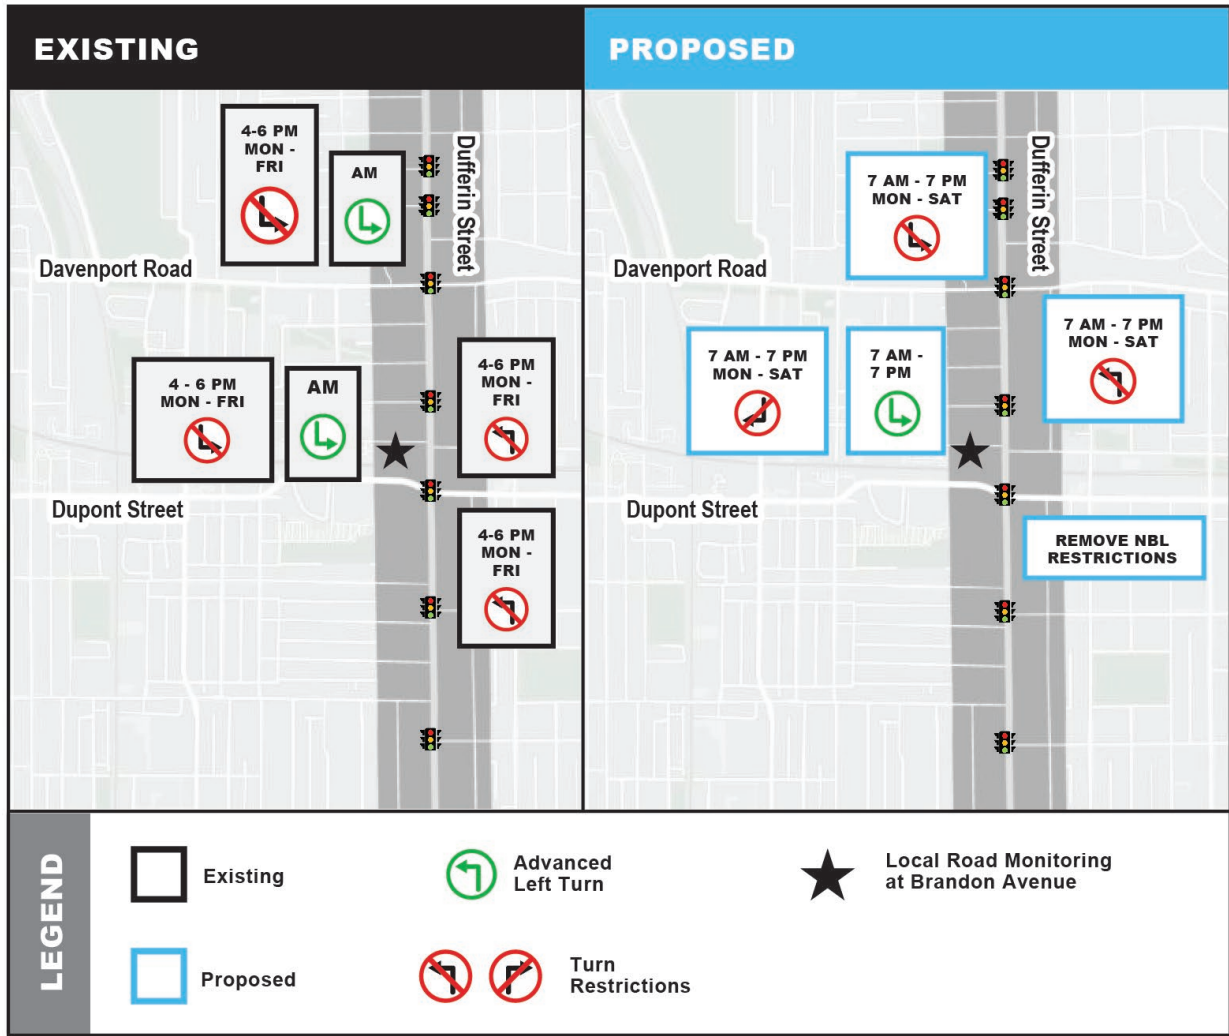 EXISTING
4-6 PM
MON -
FRI
AM
Dufferin Street
Davenport Road
4 - 6 PM
MON - FRI
AM
4-6 PM
MON -
FRI
Dupont Street
4-6 PM
MON -
FRI
PROPOSED
7 AM - 7 PM
MON - SAT
Dufferin Street
Davenport Road
7 AM - 7 PM
MON - SAT
7 AM - 7 PM
MON - SAT
7 AM -
7 PM
Dupont Street
REMOVE NBL
RESTRICTIONS
LEGEND
Existing
Advanced
Left Turn
Local Road Monitoring
at Brandon Avenue
Proposed
Turn
Restrictions